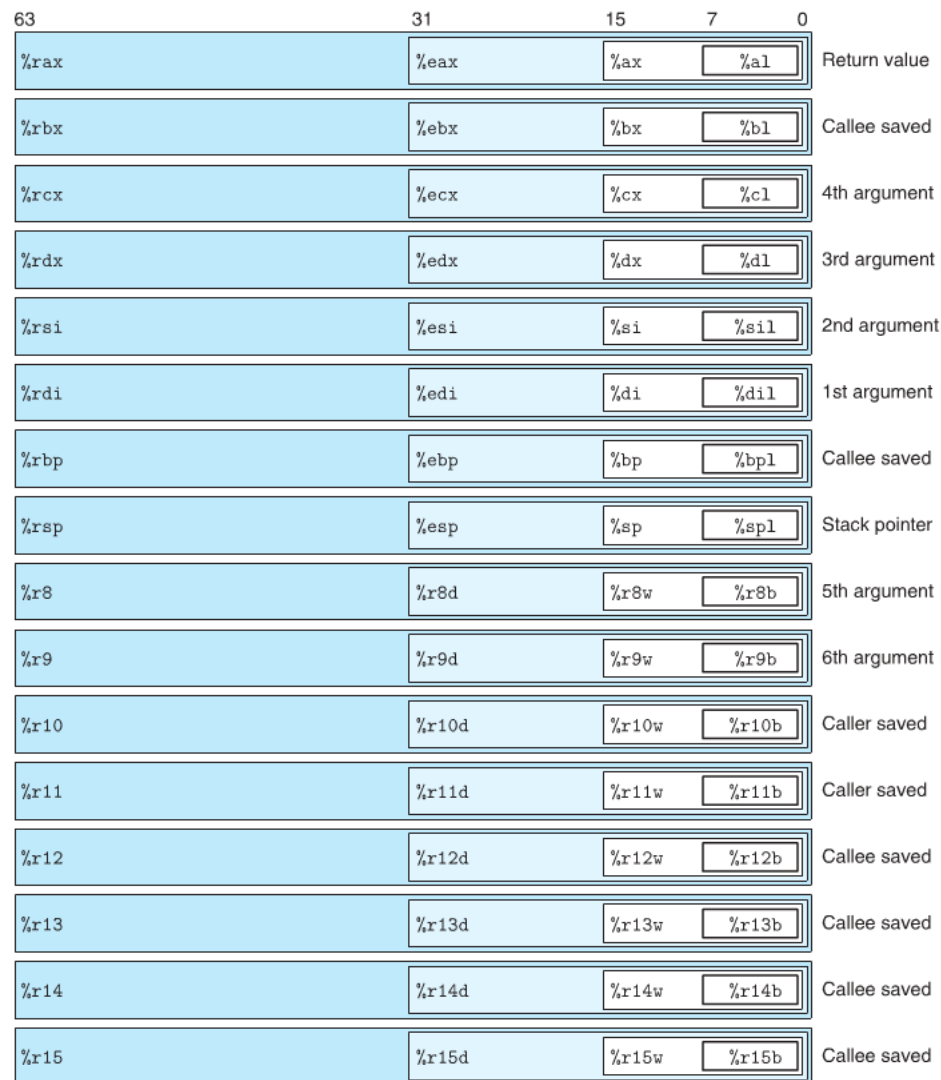 63 31 15 7 0
%rax %eax %ax %al Return value
%rbx %ebx %bx %bl Callee saved
%rcx %ecx %cx %cl 4th argument
%rdx %edx %dx %dl 3rd argument
%rsi %esi %si %sil 2nd argument
%rdi %edi %di %dil 1st argument
%rbp %ebp %bp %bpl Callee saved
%rsp %esp %sp %spl Stack pointer
%r8 %r8d %r8w %r8b 5th argument
%r9 %r9d %r9w %r9b 6th argument
%r10 %r10d %r10w %r10b Caller saved
%r11 %r11d %r11w %r11b Caller saved
%r12 %r12d %r12w %r12b Callee saved
%r13 %r13d %r13w %r13b Callee saved
%r14 %r14d %r14w %r14b Callee saved
%r15 %r15d %r15w %r15b Callee saved